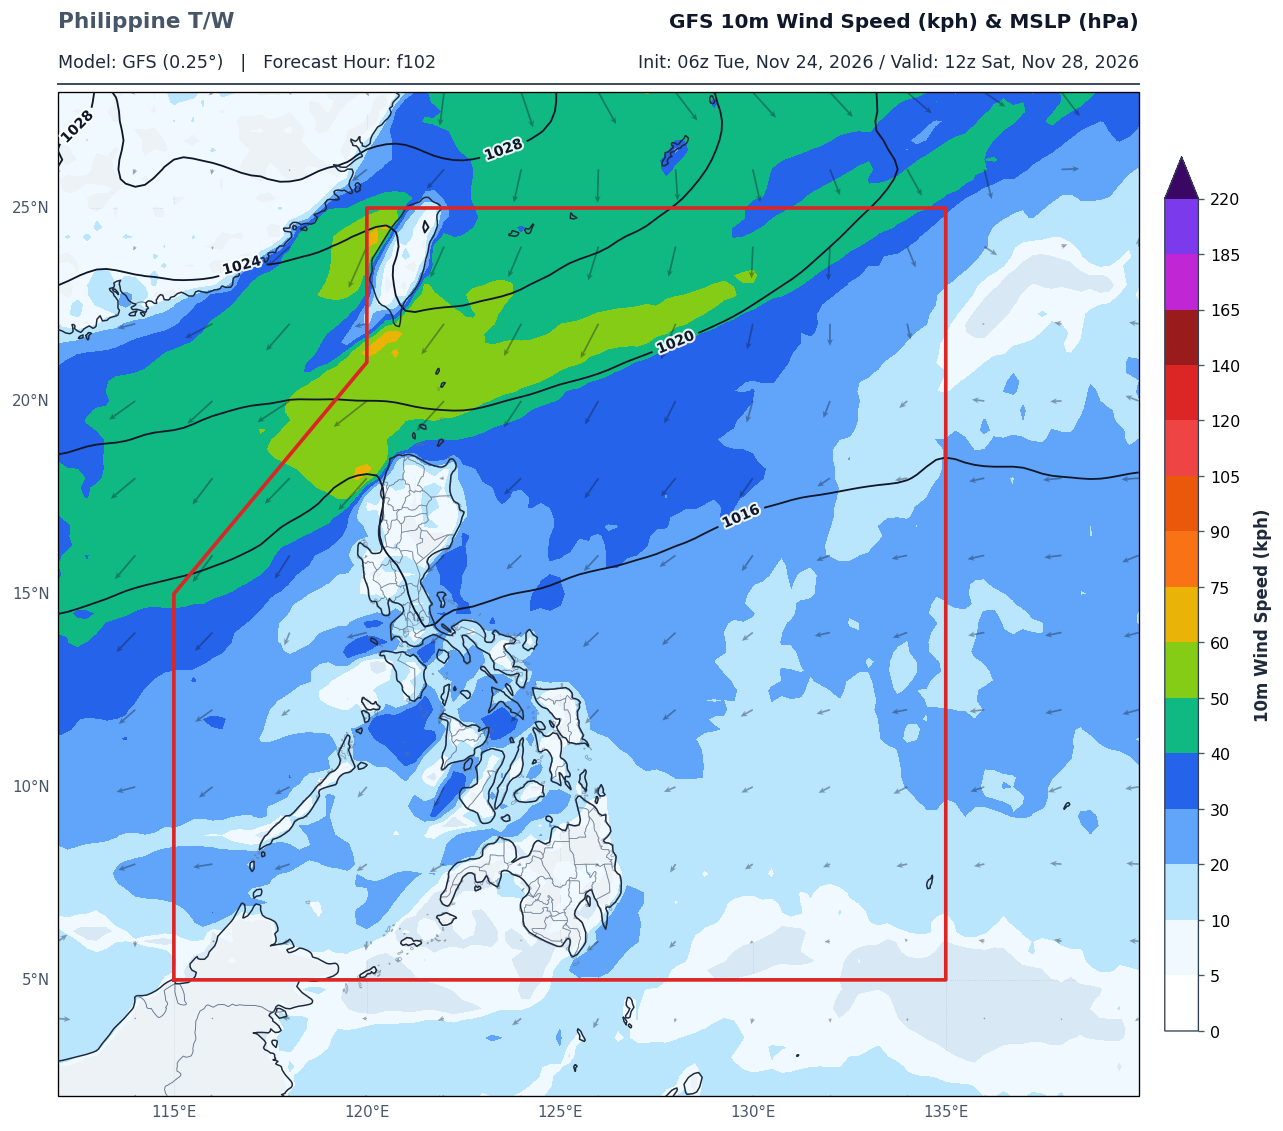 Philippine T/W
GFS 10m Wind Speed (kph) & MSLP (hPa)
Model: GFS (0.25°) | Forecast Hour: f102
Init: 06z Tue, Nov 24, 2026 / Valid: 12z Sat, Nov 28, 2026
1028
1028
1024
1020
1016
25°N
20°N
15°N
10°N
5°N
115°E
120°E
125°E
130°E
135°E
220
185
165
140
120
105
90
75
60
50
40
30
20
10
5
0
10m Wind Speed (kph)